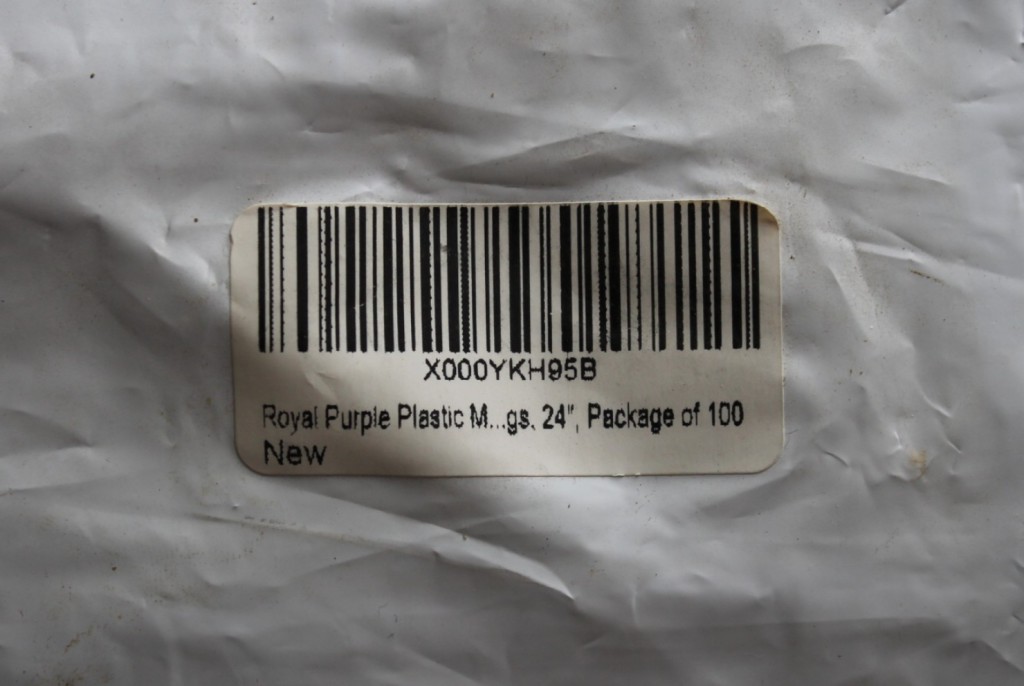 X000YKH95B
Royal Purple Plastic M...gs, 24", Package of 100
New